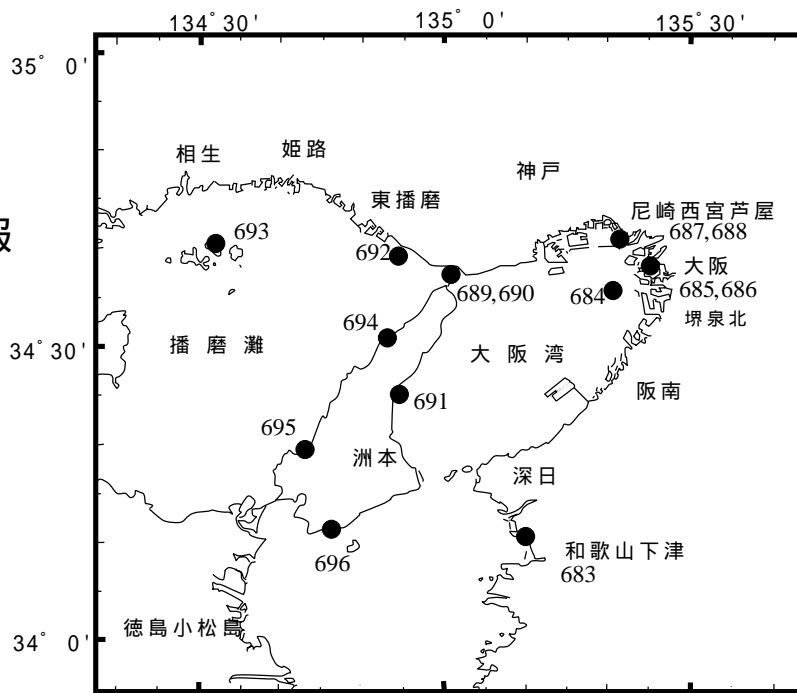 134°30'
135° 0'
135°30'
35° 0'
神戸
姫路
相生
東播磨
尼崎西宮芦屋
687,688
693
報
692
大阪
689,690
684
685,686
堺泉北
694
播磨灘
大阪湾
34°30'
阪南
691
695
洲本
深日
和歌山下津
696
683
徳島小松島
34° 0'